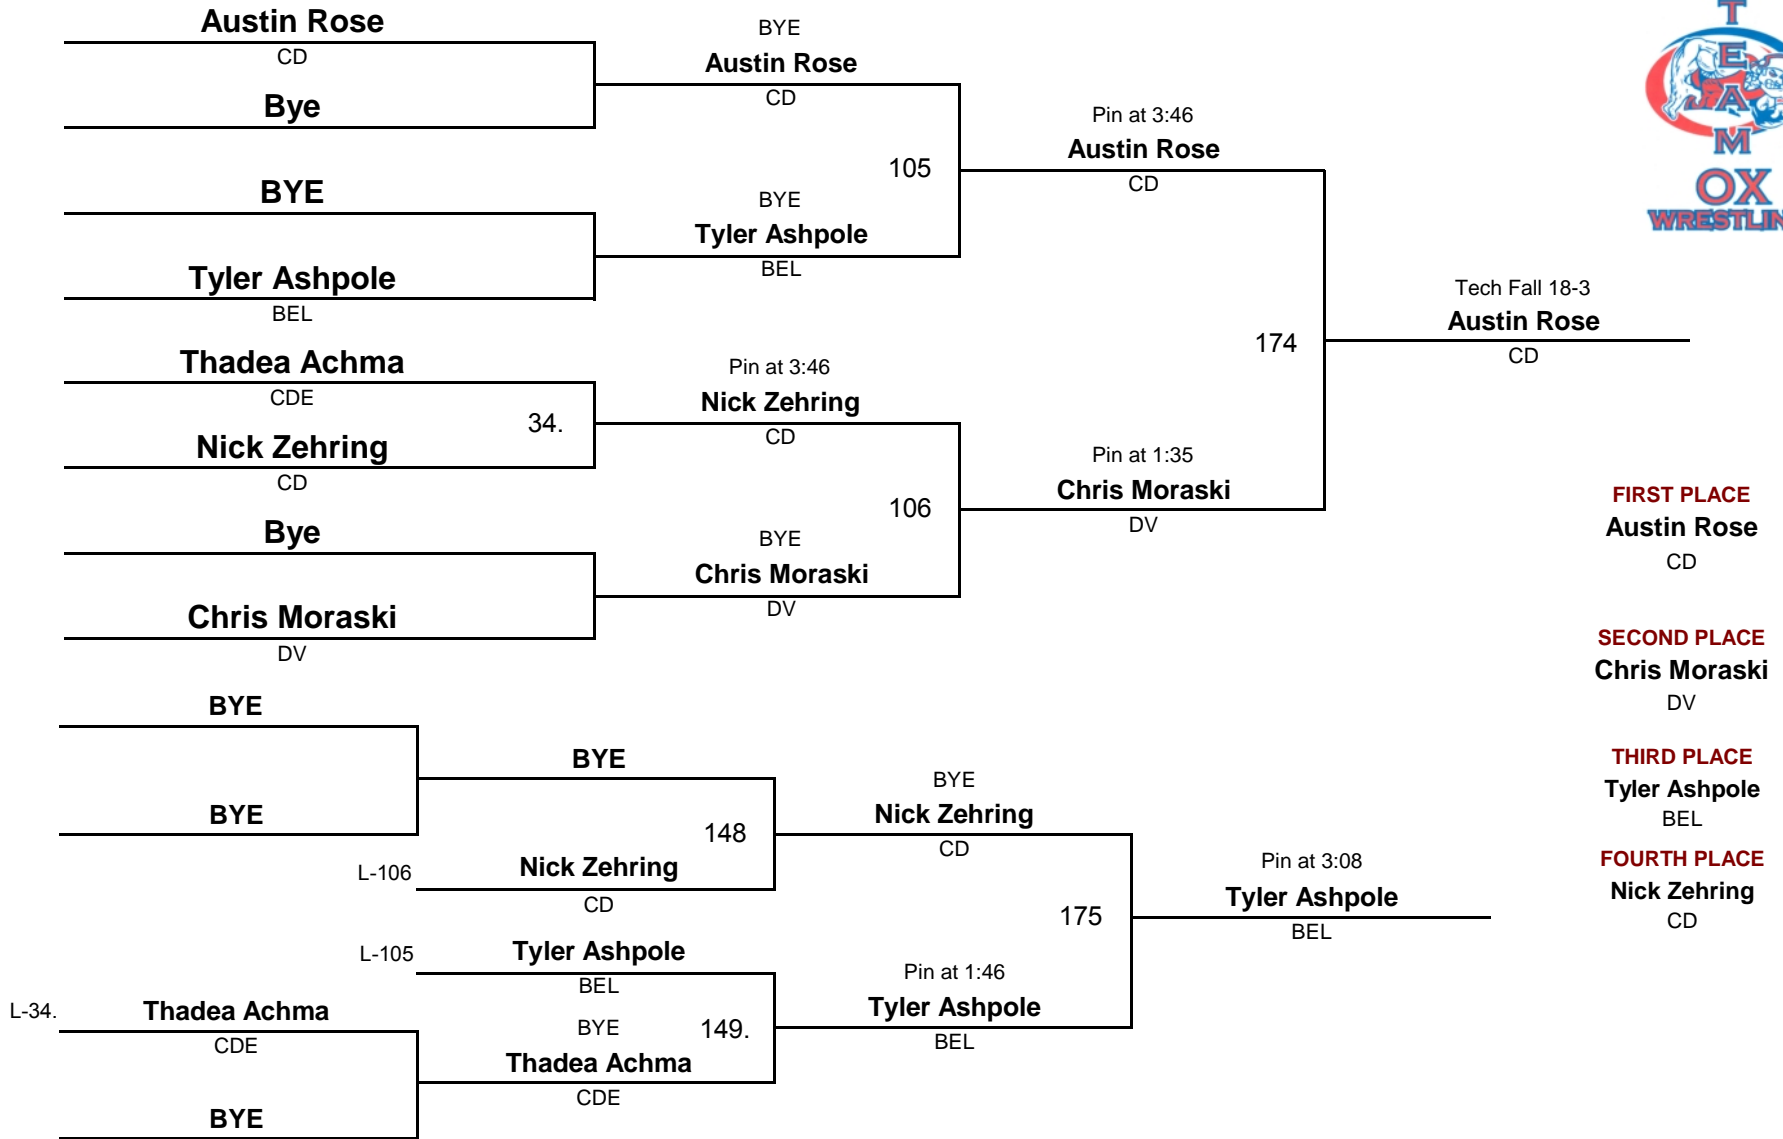 Austin Rose
CD
Bye
BYE
Tyler Ashpole
BEL
Thadea Achma
CDE
34.
Nick Zehring
CD
Bye
Chris Moraski
DV
BYE
Austin Rose
CD
105
BYE
Tyler Ashpole
BEL
Pin at 3:46
Nick Zehring
CD
106
BYE
Chris Moraski
DV
Pin at 3:46
Austin Rose
CD
174
Pin at 1:35
Chris Moraski
DV
Tech Fall 18-3
Austin Rose
CD
TEAM
OX
WRESTLIN
FIRST PLACE
Austin Rose
CD
SECOND PLACE
Chris Moraski
DV
THIRD PLACE
Tyler Ashpole
BEL
FOURTH PLACE
Nick Zehring
CD
BYE
BYE
BYE
148
L-106
Nick Zehring
CD
L-105
Tyler Ashpole
BEL
L-34.
Thadea Achma
CDE
BYE
BYE
149.
Thadea Achma
CDE
BYE
Nick Zehring
CD
175
Pin at 1:46
Tyler Ashpole
BEL
Pin at 3:08
Tyler Ashpole
BEL